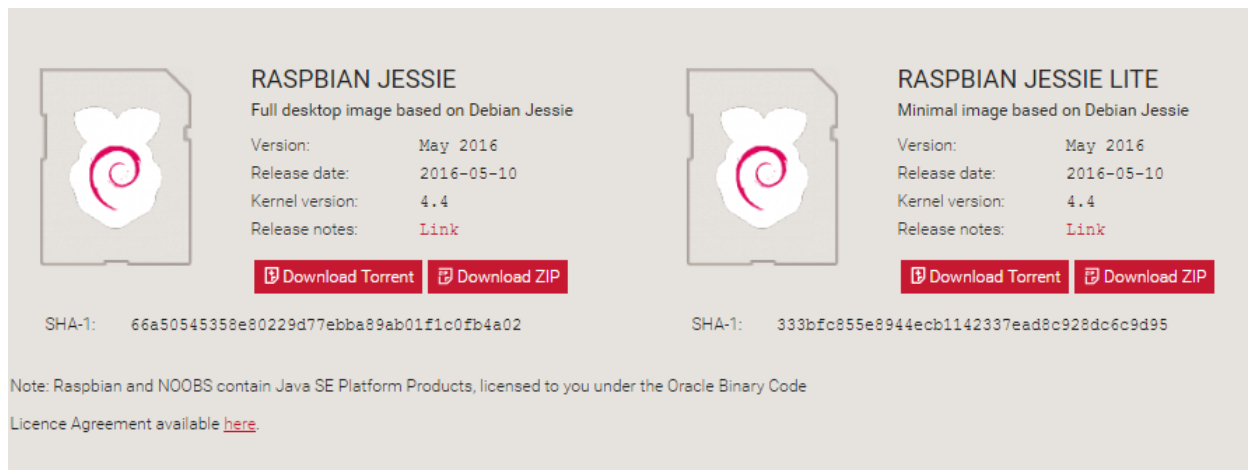 RASPBIAN JESSIE
Full desktop image based on Debian Jessie
Version: May 2016
Release date: 2016-05-10
Kernel version: 4.4
Release notes: Link
Download Torrent Download ZIP
SHA-1: 66a50545358e80229d77ebba89ab01f1c0fb4a02
RASPBIAN JESSIE LITE
Minimal image based on Debian Jessie
Version: May 2016
Release date: 2016-05-10
Kernel version: 4.4
Release notes: Link
Download Torrent Download ZIP
SHA-1: 333bfc855e8944ecb1142337ead8c928dc6c9d95
Note: Raspbian and NOOBS contain Java SE Platform Products, licensed to you under the Oracle Binary Code
Licence Agreement available here.